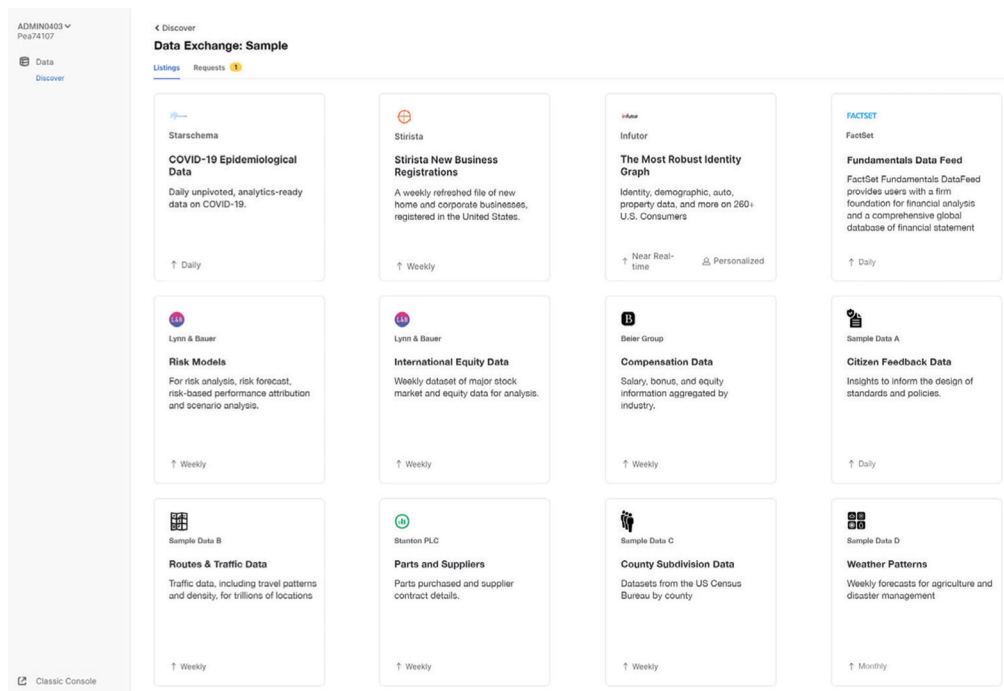 ADMIN0403
Pea74107
Data
Discover
Classic Console
Discover
Data Exchange: Sample
Listings
Requests 1
Starschema
COVID-19 Epidemiological
Data
Daily unpivoted, analytics-ready
data on COVID-19.
Daily
Stirista
Stirista New Business
Registrations
A weekly refreshed file of new
home and corporate businesses,
registered in the United States.
Weekly
infutor
Infutor
The Most Robust Identity
Graph
Identity, demographic, auto,
property data, and more on 260+
U.S. Consumers
Near Real-
time
Personalized
FACTSET
FactSet
Fundamentals Data Feed
FactSet Fundamentals DataFeed
provides users with a firm
foundation for financial analysis
and a comprehensive global
database of financial statement
Daily
L&B
Lynn & Bauer
Risk Models
For risk analysis, risk forecast,
risk-based performance attribution
and scenario analysis.
Weekly
L&B
Lynn & Bauer
International Equity Data
Weekly dataset of major stock
market and equity data for analysis.
Weekly
B
Beier Group
Compensation Data
Salary, bonus, and equity
information aggregated by
industry.
Weekly
Sample Data A
Citizen Feedback Data
Insights to inform the design of
standards and policies.
Daily
Sample Data B
Routes & Traffic Data
Traffic data, including travel patterns
and density, for trillions of locations
Weekly
Stanton PLC
Parts and Suppliers
Parts purchased and supplier
contract details.
Weekly
Sample Data C
County Subdivision Data
Datasets from the US Census
Bureau by county
Weekly
Sample Data D
Weather Patterns
Weekly forecasts for agriculture and
disaster management
Monthly